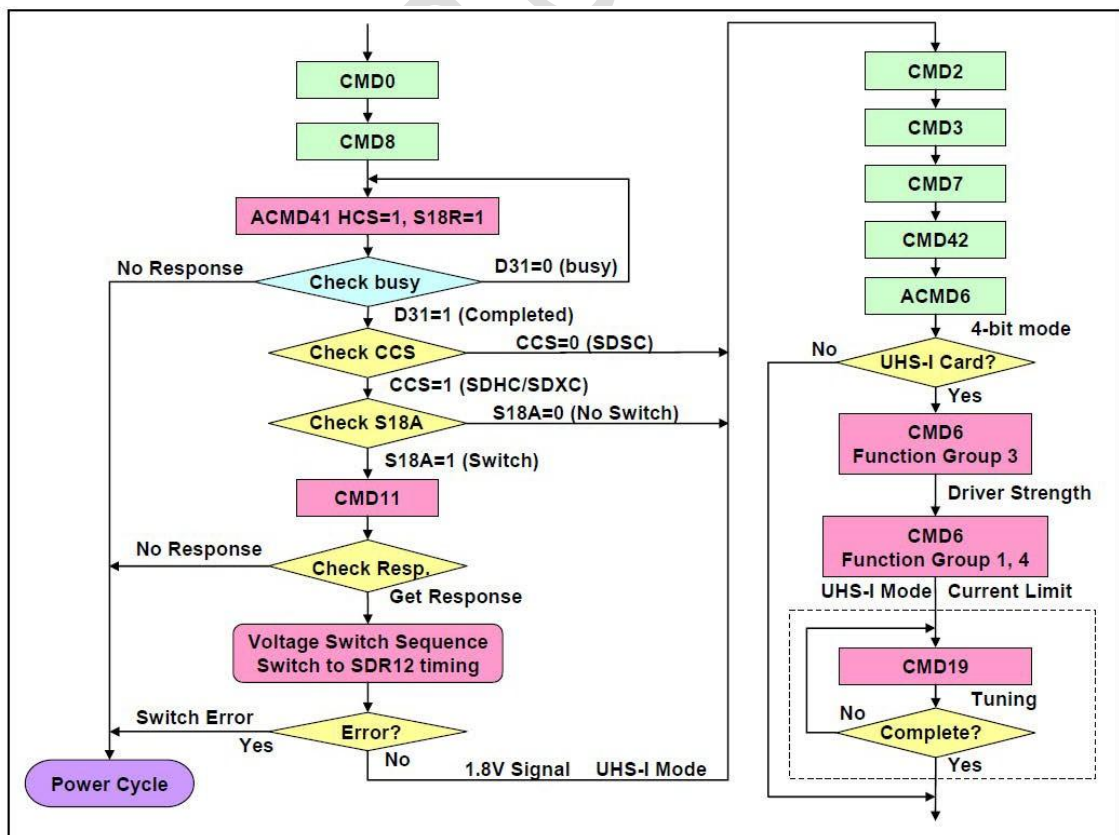 CMD0
CMD8
ACMD41 HCS=1, S18R=1
No Response
D31=0 (busy)
Check busy
D31=1 (Completed)
Check CCS
CCS=0 (SDSC)
CCS=1 (SDHC/SDXC)
Check S18A
S18A=0 (No Switch)
S18A=1 (Switch)
CMD11
No Response
Check Resp.
Get Response
Voltage Switch Sequence
Switch to SDR12 timing
Switch Error
Yes
Error?
No
Power Cycle
1.8V Signal UHS-I Mode
CMD2
CMD3
CMD7
CMD42
ACMD6
4-bit mode
No
UHS-I Card?
Yes
CMD6
Function Group 3
Driver Strength
CMD6
Function Group 1, 4
UHS-I Mode Current Limit
CMD19
Tuning
No
Complete?
Yes